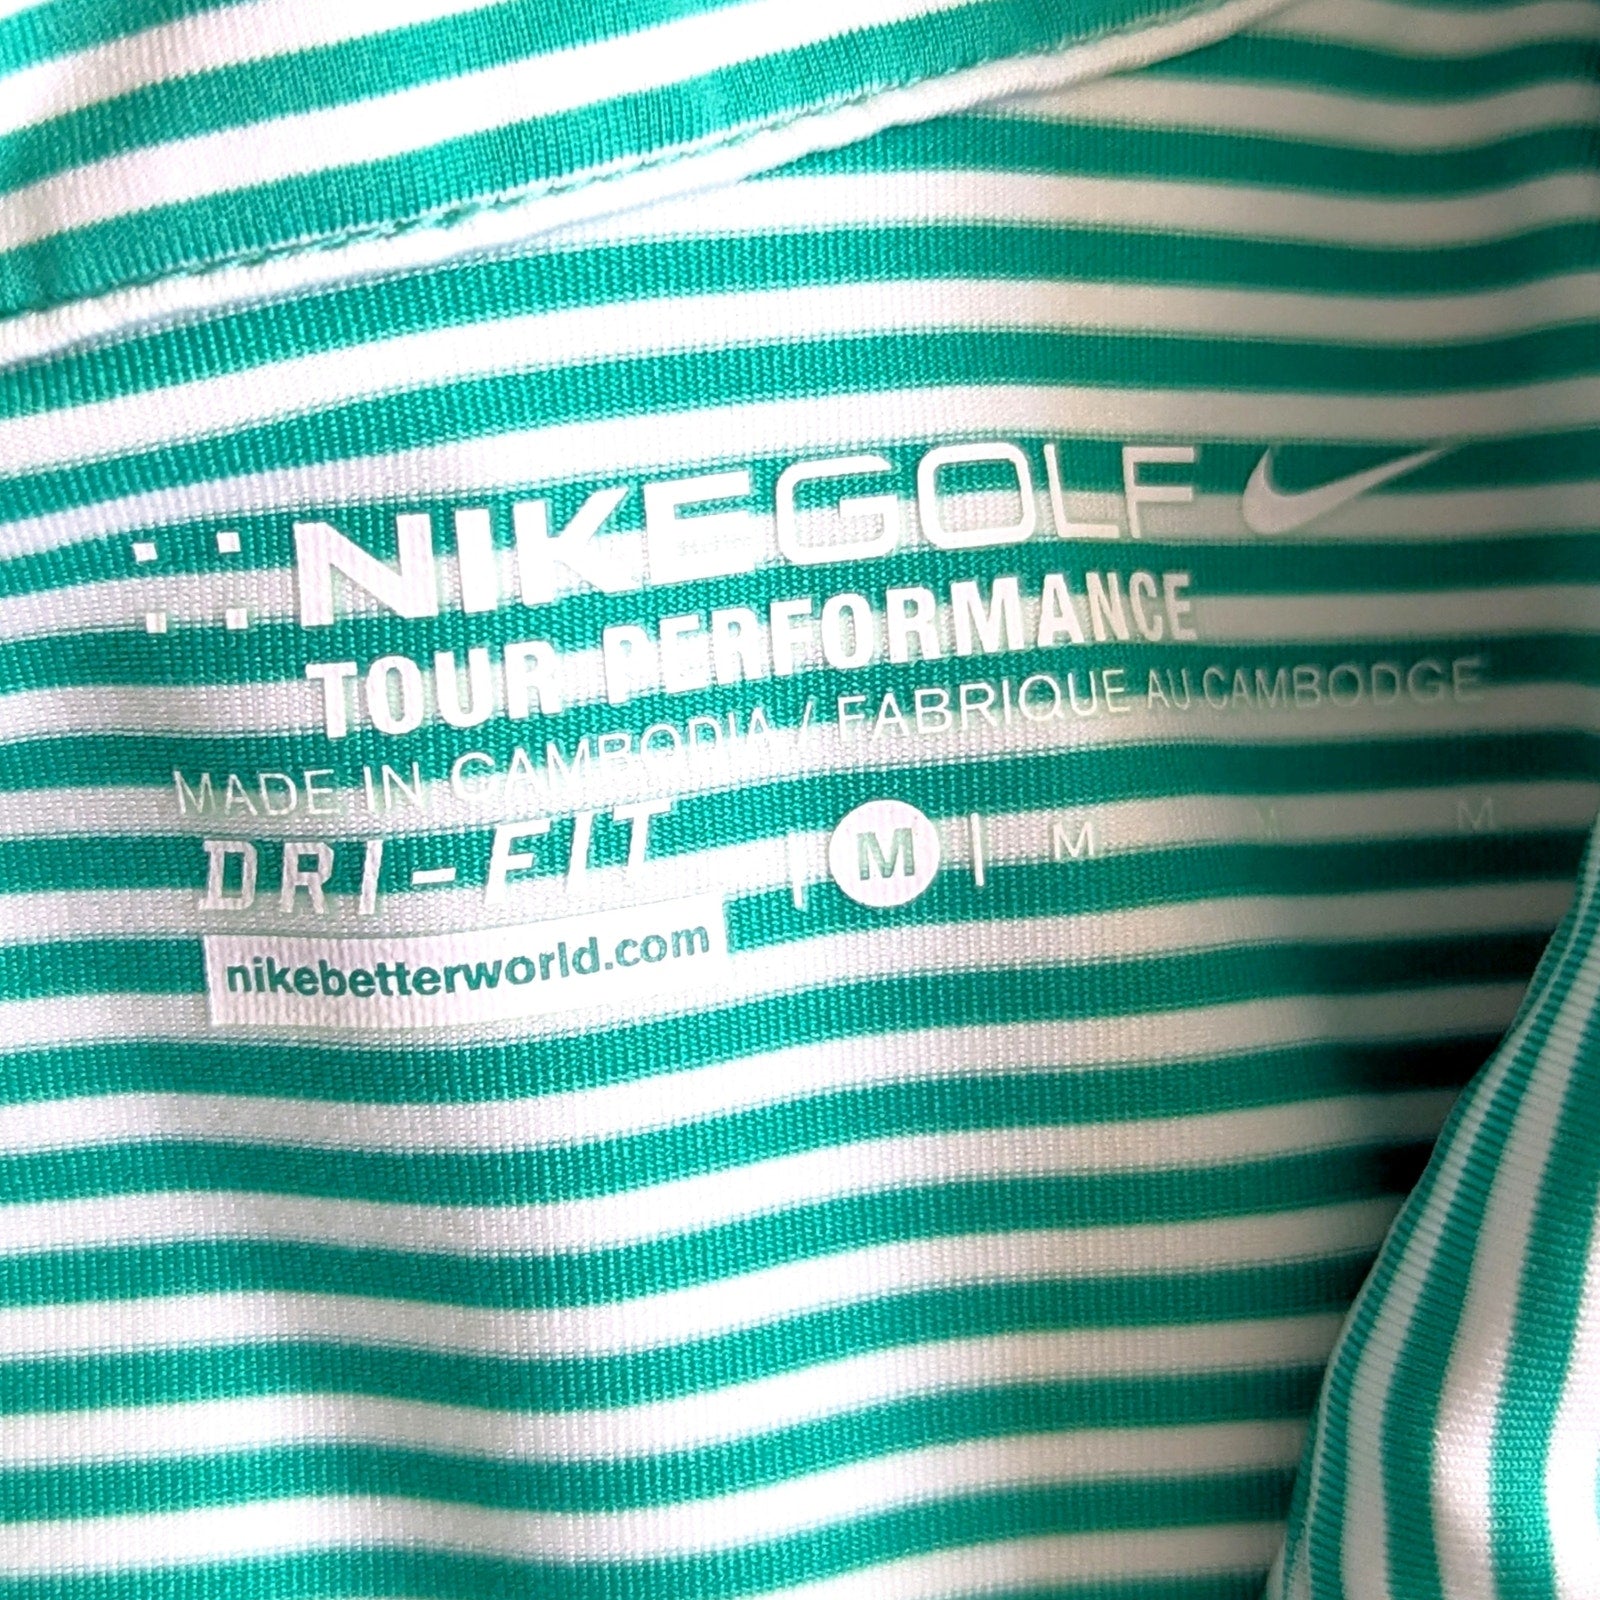 NIKEGOLF
TOUR PERFORMANCE
MADE IN CAMBODIA / FABRIQUE AU CAMBODGE
DRI-FIT | M | M M M
nikebetterworld.com